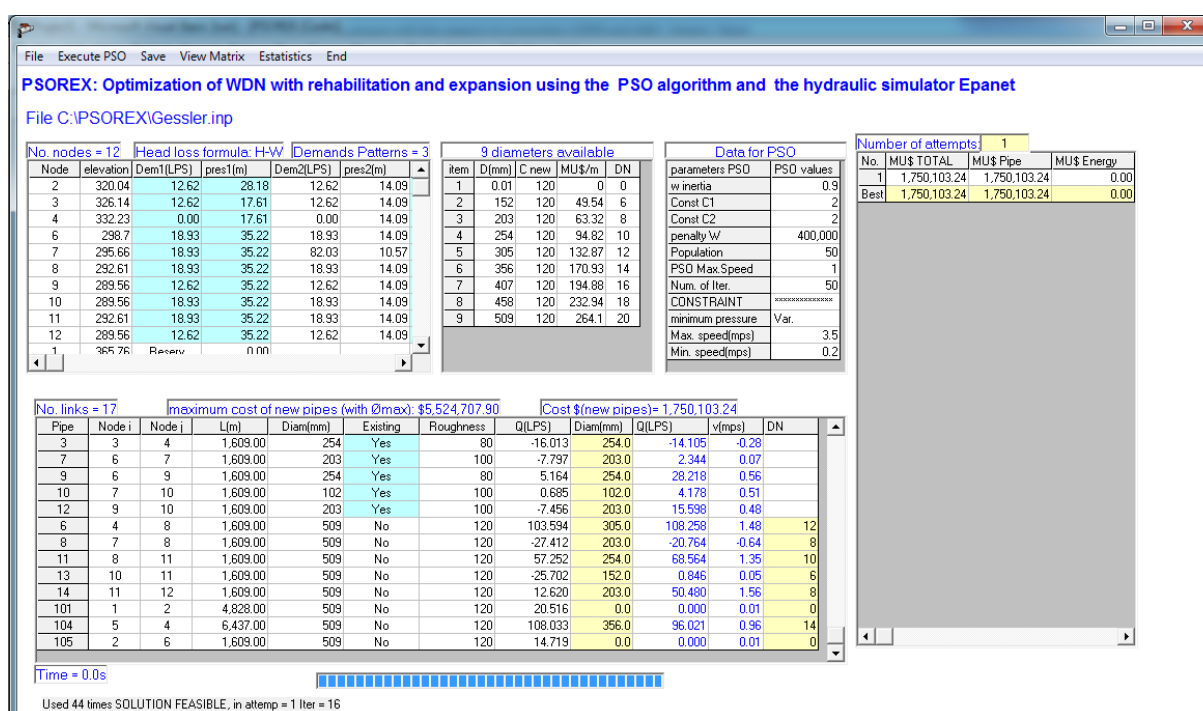 File Execute PSO Save View Matrix Estatistics End
PSOREX: Optimization of WDN with rehabilitation and expansion using the PSO algorithm and the hydraulic simulator Epanet
File C:\PSOREX\Gessler.inp
No. nodes = 12 Head loss formula: H-W Demands Patterns = 3
Node elevation Dem1(LPS) pres1(m) Dem2(LPS) pres2(m)
2 320.04 12.62 28.18 12.62 14.09
3 326.14 12.62 17.61 12.62 14.09
4 332.23 0.00 17.61 0.00 14.09
6 298.7 18.93 35.22 18.93 14.09
7 295.66 18.93 35.22 82.03 10.57
8 292.61 18.93 35.22 18.93 14.09
9 289.56 12.62 35.22 12.62 14.09
10 289.56 18.93 35.22 18.93 14.09
11 292.61 18.93 35.22 18.93 14.09
12 289.56 12.62 35.22 12.62 14.09
1 365.76 Reserv 0.00
9 diameters available
item D(mm) C new MU$/m DN
1 0.01 120 0 0
2 152 120 49.54 6
3 203 120 63.32 8
4 254 120 94.82 10
5 305 120 132.87 12
6 356 120 170.93 14
7 407 120 194.88 16
8 458 120 232.94 18
9 509 120 264.1 20
Data for PSO
parameters PSO PSO values
w inertia 0.9
Const C1 2
Const C2 2
penalty W 400,000
Population 50
PSO Max.Speed 1
Num. of Iter. 50
CONSTRAINT
minimum pressure Var.
Max. speed(mps) 3.5
Min. speed(mps) 0.2
Number of attempts: 1
No. MU$ TOTAL MU$ Pipe MU$ Energy
1 1,750,103.24 1,750,103.24 0.00
Best 1,750,103.24 1,750,103.24 0.00
No. links = 17 maximum cost of new pipes (with Ømax): $5,524,707.90 Cost $(new pipes)= 1,750,103.24
Pipe Node i Node j L(m) Diam(mm) Existing Roughness Q(LPS) Diam(mm) Q(LPS) v(mps) DN
3 3 4 1,609.00 254 Yes 80 -16.013 254.0 -14.105 -0.28
7 6 7 1,609.00 203 Yes 100 -7.797 203.0 2.344 0.07
9 6 9 1,609.00 254 Yes 80 5.164 254.0 28.218 0.56
10 7 10 1,609.00 102 Yes 100 0.685 102.0 4.178 0.51
12 9 10 1,609.00 203 Yes 100 -7.456 203.0 15.598 0.48
6 4 8 1,609.00 509 No 120 103.594 305.0 108.258 1.48 12
8 7 8 1,609.00 509 No 120 -27.412 203.0 -20.764 -0.64 8
11 8 11 1,609.00 509 No 120 57.252 254.0 68.564 1.35 10
13 10 11 1,609.00 509 No 120 -25.702 152.0 0.846 0.05 6
14 11 12 1,609.00 509 No 120 12.620 203.0 50.480 1.56 8
101 1 2 4,828.00 509 No 120 20.516 0.0 0.000 0.01 0
104 5 4 6,437.00 509 No 120 108.033 356.0 96.021 0.96 14
105 2 6 1,609.00 509 No 120 14.719 0.0 0.000 0.01 0
Time = 0.0s
Used 44 times SOLUTION FEASIBLE, in attemp = 1 Iter = 16